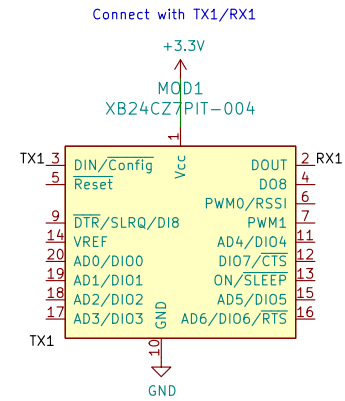 Connect with TX1/RX1
+3.3V
MOD1
XB24CZ7PIT-004
1
Vcc
TX1 3 DIN/Config DOUT 2 RX1
5 Reset DO8 4
PWM0/RSSI 6
9 DTR/SLRQ/DI8 PWM1 7
14 VREF AD4/DIO4 11
20 AD0/DIO0 DIO7/CTS 12
19 AD1/DIO1 ON/SLEEP 13
18 AD2/DIO2 AD5/DIO5 15
17 AD3/DIO3 AD6/DIO6/RTS 16
GND
TX1
10
GND